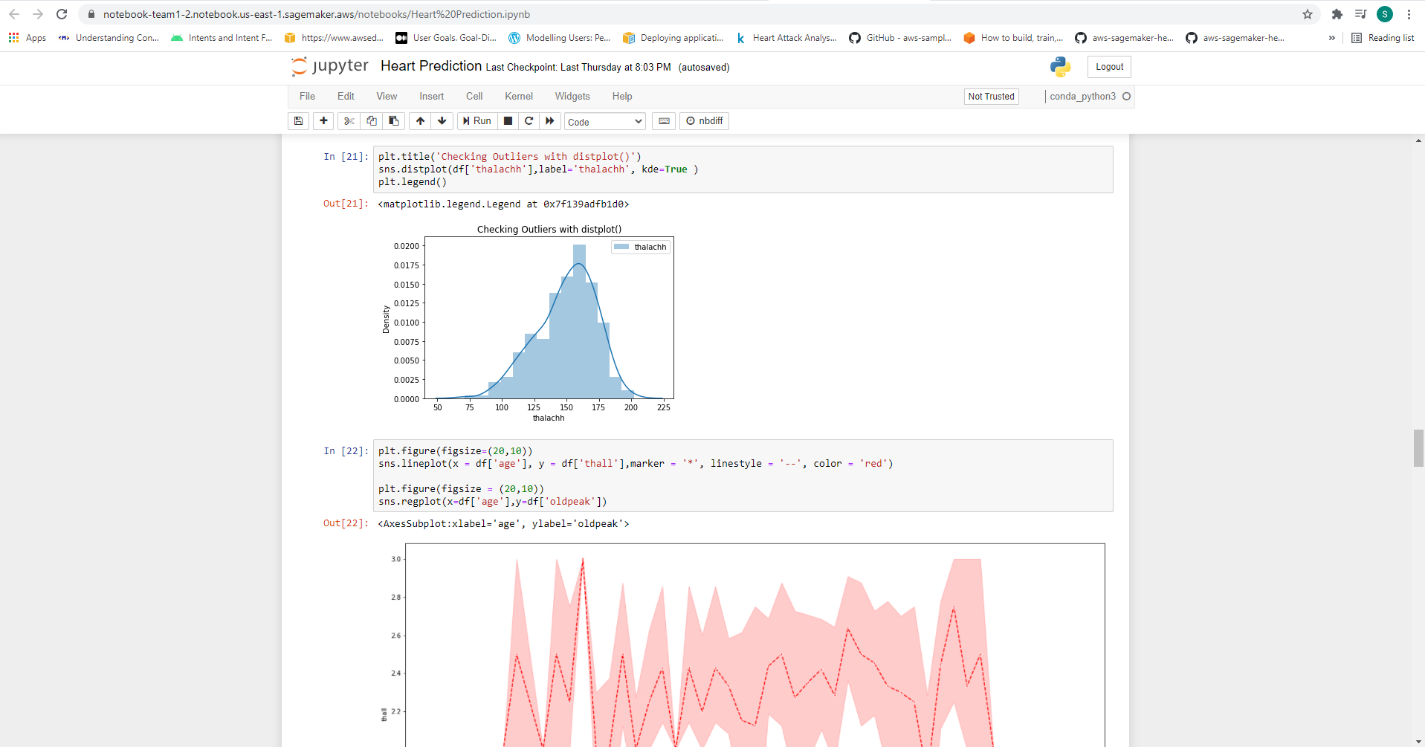 notebook-team1-2.notebook.us-east-1.sagemaker.aws/notebooks/Heart%20Prediction.ipynb
S
Apps Understanding Con... Intents and Intent F... https://www.awsed... User Goals. Goal-Di... Modelling Users: Pe... Deploying applicati... k Heart Attack Analys... GitHub - aws-sampl... How to build, train,... aws-sagemaker-he... aws-sagemaker-he... » Reading list
jupyter Heart Prediction Last Checkpoint: Last Thursday at 8:03 PM (autosaved) Logout
File Edit View Insert Cell Kernel Widgets Help Not Trusted conda_python3
Run Code nbdiff
In [21]: plt.title('Checking Outliers with distplot()')
sns.distplot(df['thalachh'],label='thalachh', kde=True )
plt.legend()
Out[21]: <matplotlib.legend.Legend at 0x7f139adfb1d0>
Checking Outliers with distplot()
thalachh
0.0200
0.0175
0.0150
0.0125
0.0100
0.0075
0.0050
0.0025
0.0000
Density
50 75 100 125 150 175 200 225
thalachh
In [22]: plt.figure(figsize=(20,10))
sns.lineplot(x = df['age'], y = df['thall'],marker = '*', linestyle = '--', color = 'red')
plt.figure(figsize = (20,10))
sns.regplot(x=df['age'],y=df['oldpeak'])
Out[22]: <AxesSubplot:xlabel='age', ylabel='oldpeak'>
3.0
2.8
2.6
2.4
2.2
thall